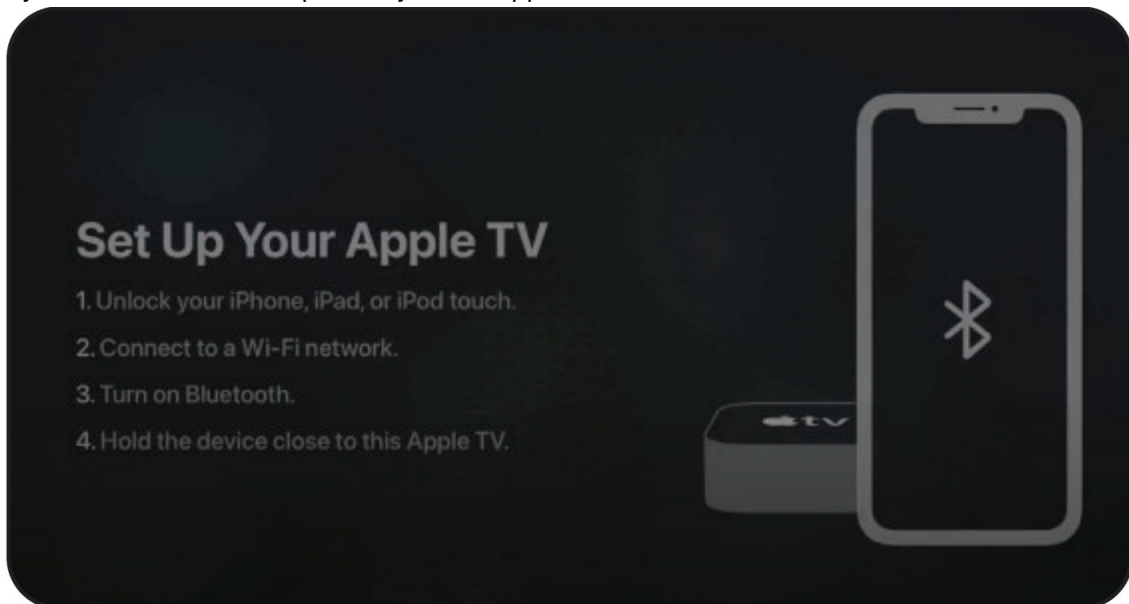 Set Up Your Apple TV
1. Unlock your iPhone, iPad, or iPod touch.
2. Connect to a Wi-Fi network.
3. Turn on Bluetooth.
4. Hold the device close to this Apple TV.
tv